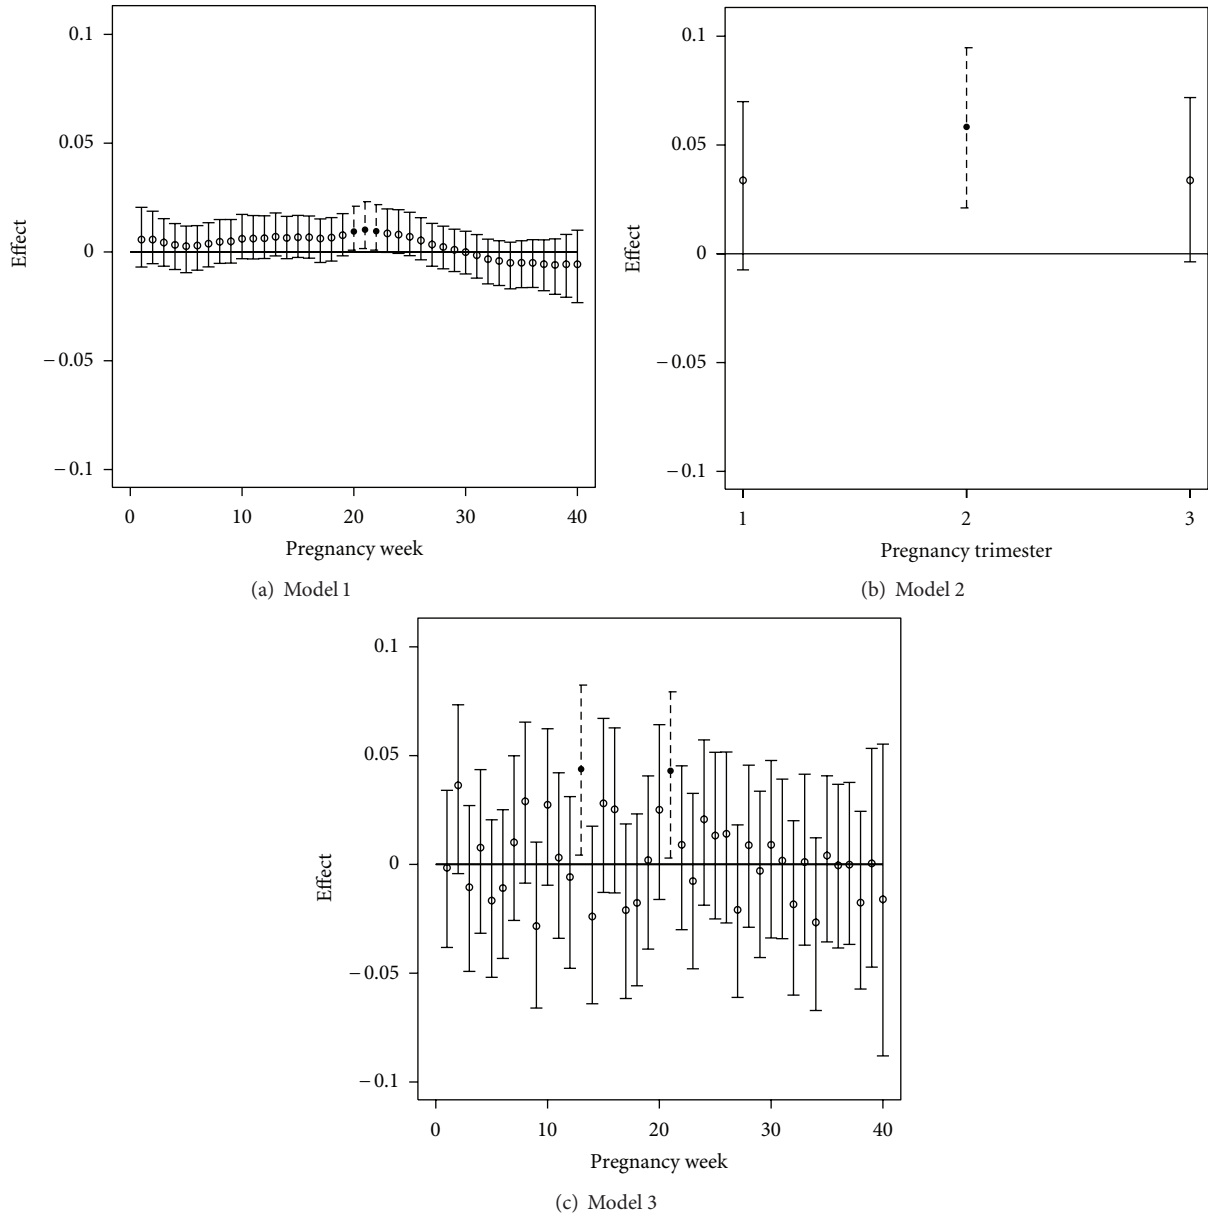 0.1
0.05
0
−0.05
−0.1
Effect
0 10 20 30 40
Pregnancy week
(a) Model 1
0.1
0.05
0
−0.05
−0.1
Effect
1 2 3
Pregnancy trimester
(b) Model 2
0.1
0.05
0
−0.05
−0.1
Effect
0 10 20 30 40
Pregnancy week
(c) Model 3